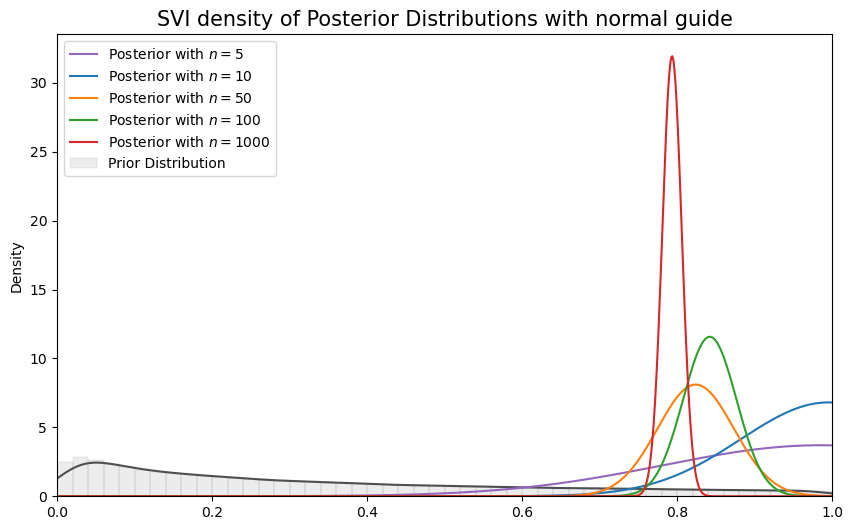 SVI density of Posterior Distributions with normal guide
Posterior with n = 5
Posterior with n = 10
Posterior with n = 50
Posterior with n = 100
Posterior with n = 1000
Prior Distribution
Density
30
25
20
15
10
5
0
0.0 0.2 0.4 0.6 0.8 1.0